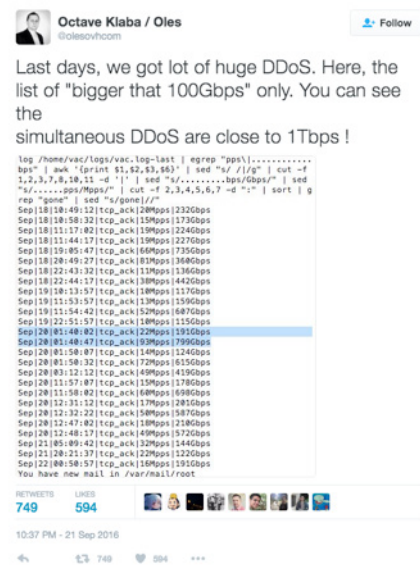 Octave Klaba / Oles
@olesovhcom
Follow
Last days, we got lot of huge DDoS. Here, the
list of "bigger that 100Gbps" only. You can see
the
simultaneous DDoS are close to 1Tbps !
log /home/vac/logs/vac.log-last | egrep "pps\|............
bps" | awk '{print $1,$2,$3,$6}' | sed "s/ /|/g" | cut -f
1,2,3,7,8,10,11 -d '|' | sed "s/.........bps/Gbps/" | sed
"s/......pps/Mpps/" | cut -f 2,3,4,5,6,7 -d ":" | sort | g
rep "gone" | sed "s/gone|//"
Sep|18|10:49:12|tcp_ack|20Mpps|232Gbps
Sep|18|10:58:32|tcp_ack|15Mpps|173Gbps
Sep|18|11:17:02|tcp_ack|19Mpps|224Gbps
Sep|18|11:44:17|tcp_ack|19Mpps|227Gbps
Sep|18|19:05:47|tcp_ack|66Mpps|735Gbps
Sep|18|20:49:27|tcp_ack|81Mpps|360Gbps
Sep|18|22:43:32|tcp_ack|11Mpps|136Gbps
Sep|18|22:44:17|tcp_ack|38Mpps|442Gbps
Sep|19|10:13:57|tcp_ack|10Mpps|117Gbps
Sep|19|11:53:57|tcp_ack|13Mpps|159Gbps
Sep|19|11:54:42|tcp_ack|52Mpps|607Gbps
Sep|19|22:51:57|tcp_ack|10Mpps|115Gbps
Sep|20|01:40:02|tcp_ack|22Mpps|191Gbps
Sep|20|01:40:47|tcp_ack|93Mpps|799Gbps
Sep|20|01:50:07|tcp_ack|14Mpps|124Gbps
Sep|20|01:50:32|tcp_ack|72Mpps|615Gbps
Sep|20|03:12:12|tcp_ack|49Mpps|419Gbps
Sep|20|11:57:07|tcp_ack|15Mpps|178Gbps
Sep|20|11:58:02|tcp_ack|60Mpps|698Gbps
Sep|20|12:31:12|tcp_ack|17Mpps|201Gbps
Sep|20|12:32:22|tcp_ack|50Mpps|587Gbps
Sep|20|12:47:02|tcp_ack|18Mpps|210Gbps
Sep|20|12:48:17|tcp_ack|49Mpps|572Gbps
Sep|21|05:09:42|tcp_ack|32Mpps|144Gbps
Sep|21|20:21:37|tcp_ack|22Mpps|122Gbps
Sep|22|00:50:57|tcp_ack|16Mpps|191Gbps
You have new mail in /var/mail/root
RETWEETS LIKES
749 594
10:37 PM - 21 Sep 2016
749 594